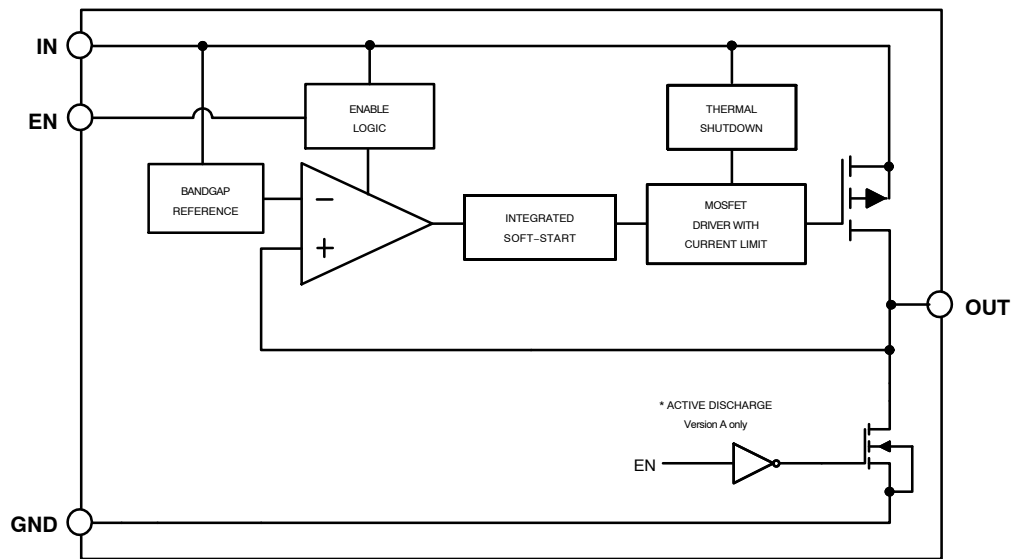 IN
EN
ENABLE
LOGIC
THERMAL
SHUTDOWN
BANDGAP
REFERENCE
−
+
INTEGRATED
SOFT−START
MOSFET
DRIVER WITH
CURRENT LIMIT
OUT
* ACTIVE DISCHARGE
Version A only
EN
GND